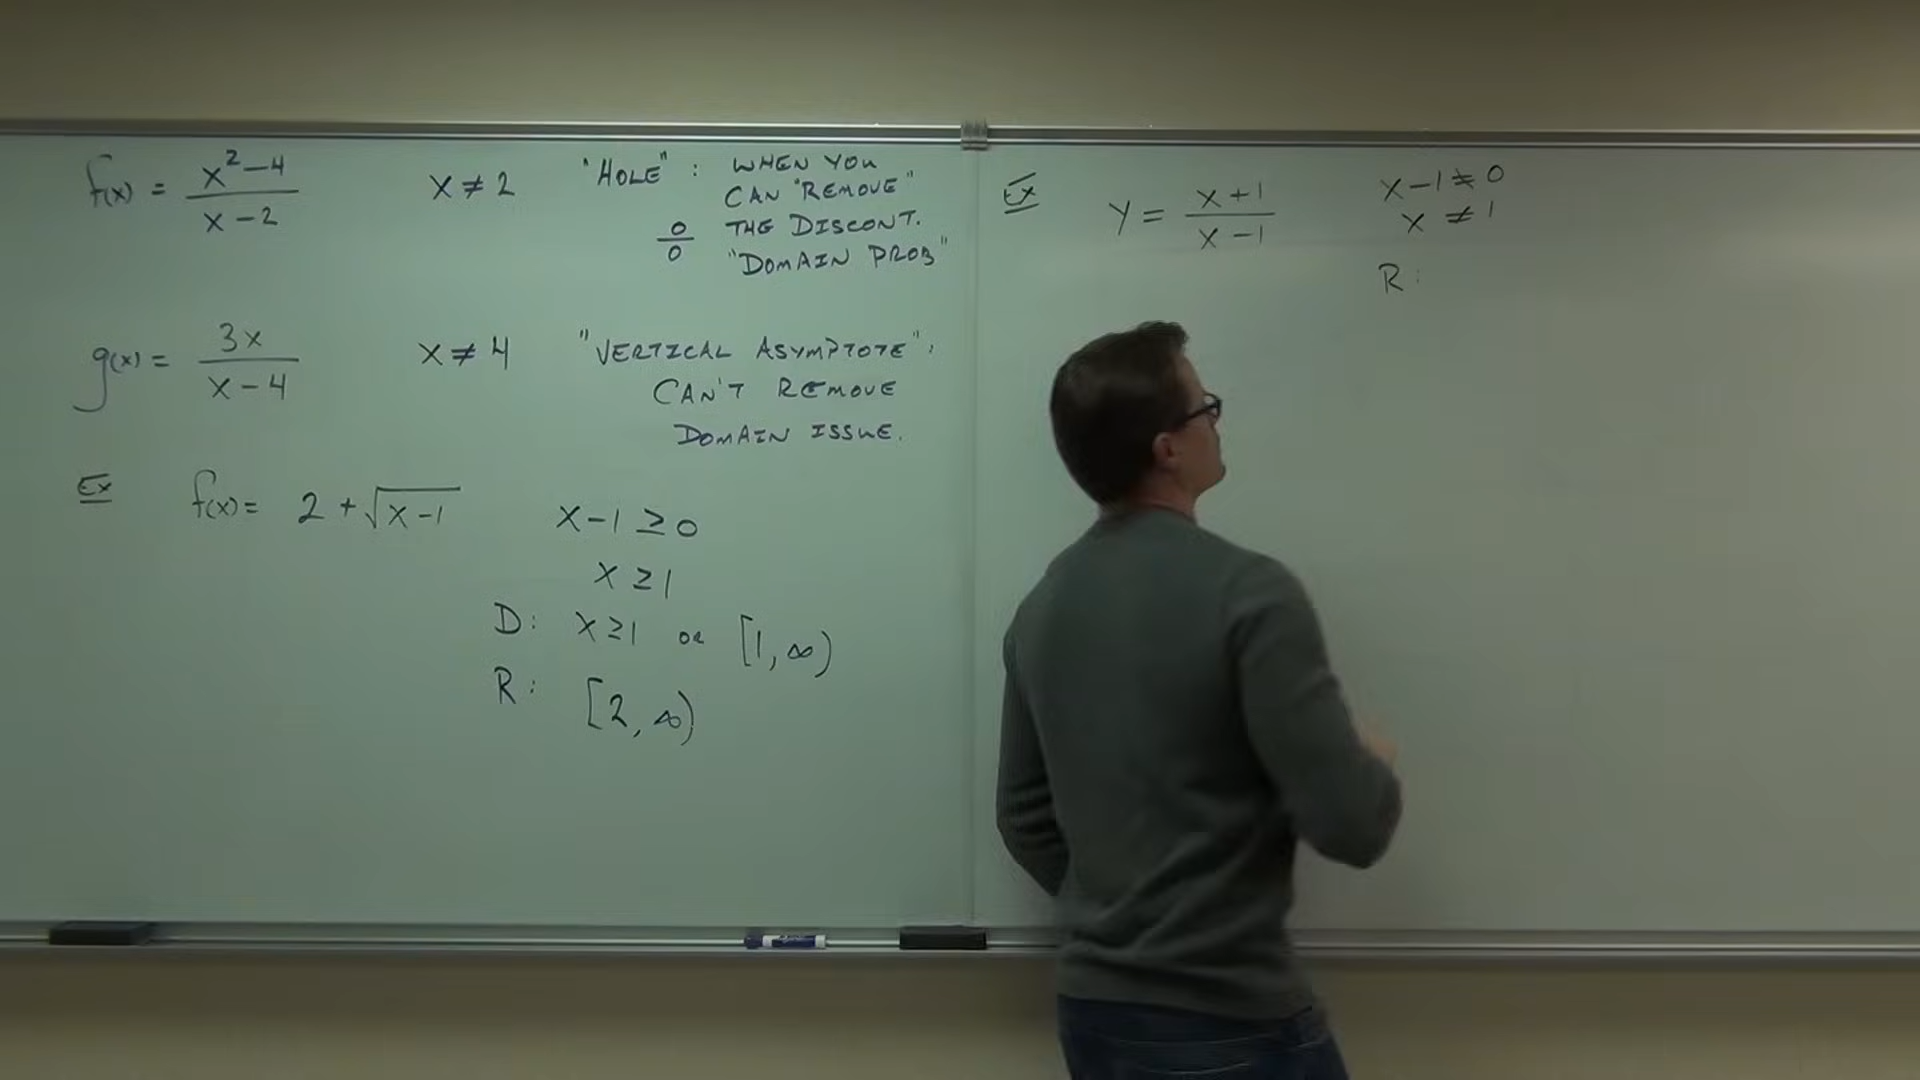 f(x) = x²-4 / x-2    x ≠ 2    "HOLE" : WHEN YOU
CAN "REMOVE"
0/0 THE DISCONT.
"DOMAIN PROB"
g(x) = 3x / x-4    x ≠ 4    "VERTICAL ASYMPTOTE":
CAN'T REMOVE
DOMAIN ISSUE.
Ex f(x) = 2 + √(x-1)    x-1 ≥ 0
x ≥ 1
D: x ≥ 1 or [1, ∞)
R: [2, ∞)
Ex y = x+1 / x-1    x-1 ≠ 0
x ≠ 1
R: